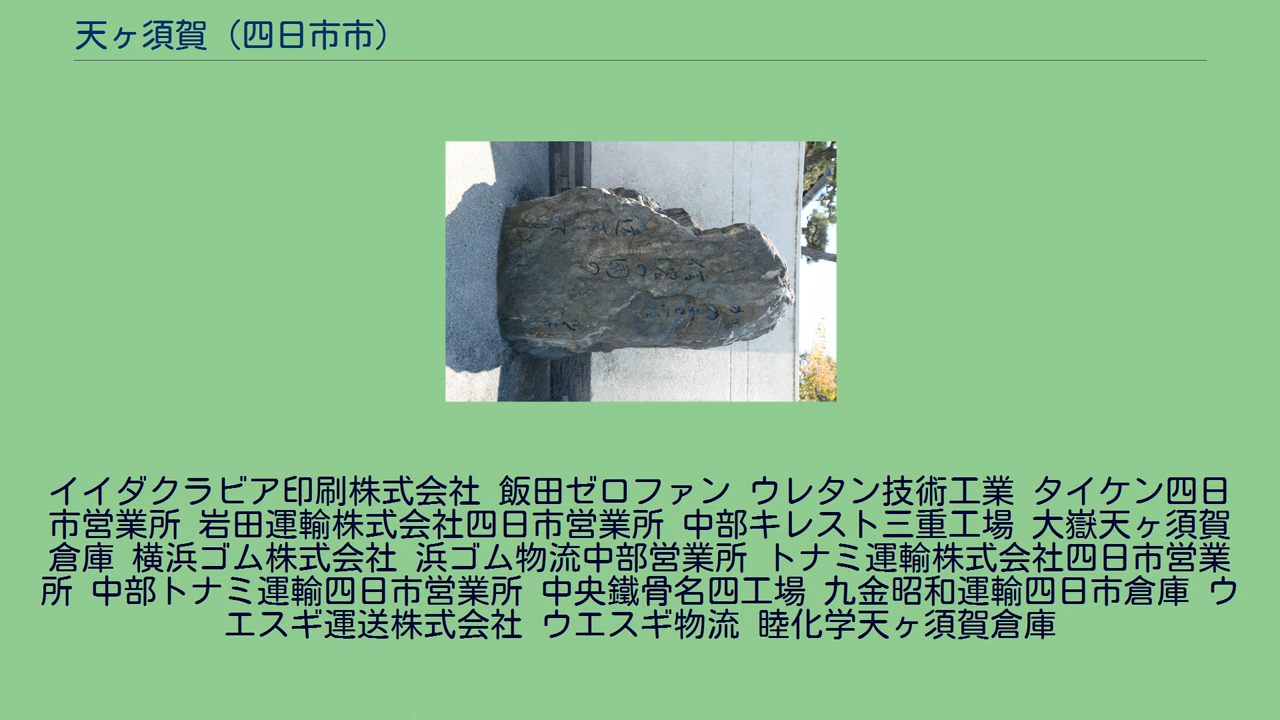 天ヶ須賀（四日市市）
イイダクラビア印刷株式会社 飯田ゼロファン ウレタン技術工業 タイケン四日
市営業所 岩田運輸株式会社四日市営業所 中部キレスト三重工場 大嶽天ヶ須賀
倉庫 横浜ゴム株式会社 浜ゴム物流中部営業所 トナミ運輸株式会社四日市営業
所 中部トナミ運輸四日市営業所 中央鐵骨名四工場 九金昭和運輸四日市倉庫 ウ
エスギ運送株式会社 ウエスギ物流 睦化学天ヶ須賀倉庫